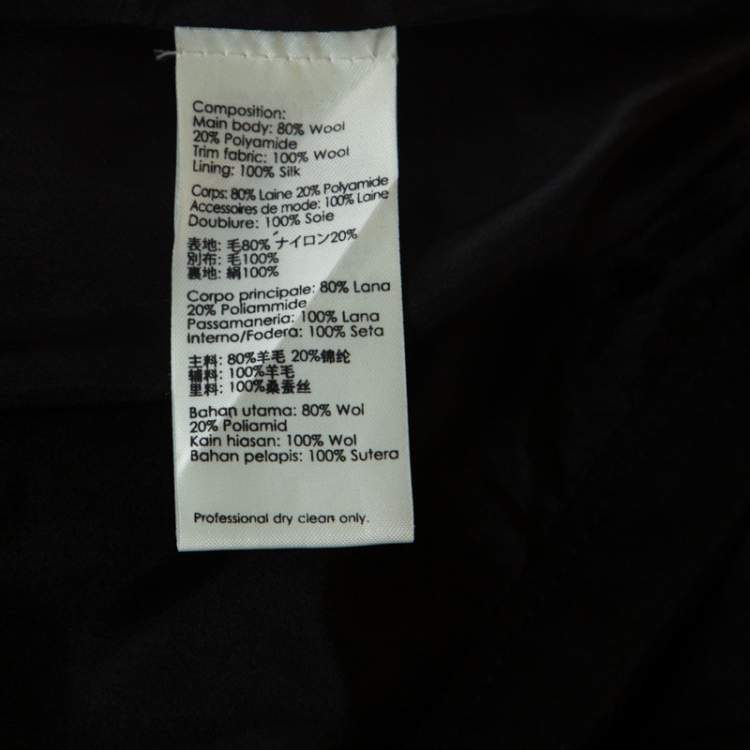 Composition:
Main body: 80% Wool
20% Polyamide
Trim fabric: 100% Wool
Lining: 100% Silk
Corps: 80% Laine 20% Polyamide
Accessoires de mode: 100% Laine
Doublure: 100% Soie
表地: 毛80% ナイロン20%
別布: 毛100%
裏地: 絹100%
Corpo principale: 80% Lana
20% Poliammide
Passamaneria: 100% Lana
Interno/Fodera: 100% Seta
主料: 80%羊毛 20%锦纶
辅料: 100%羊毛
里料: 100%桑蚕丝
Bahan utama: 80% Wol
20% Poliamid
Kain hiasan: 100% Wol
Bahan pelapis: 100% Sutera
Professional dry clean only.